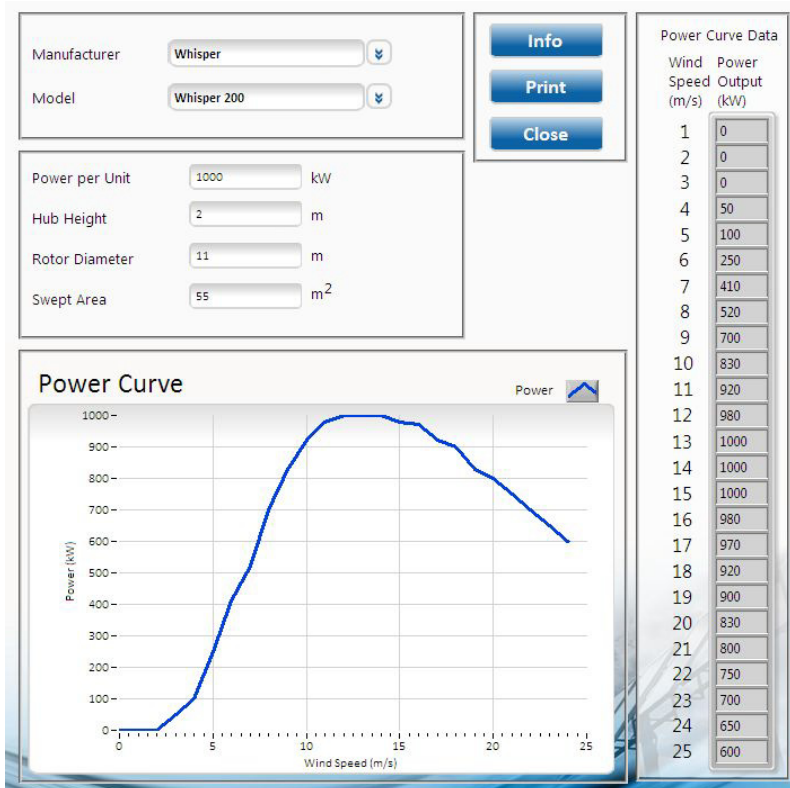 Manufacturer Whisper
Model Whisper 200
Info
Print
Close
Power per Unit 1000 kW
Hub Height 2 m
Rotor Diameter 11 m
Swept Area 55 m2
Power Curve
Power
1000
900
800
700
600
500
400
300
200
100
0
Power (kW)
0 5 10 15 20 25
Wind Speed (m/s)
Power Curve Data
Wind Power
Speed Output
(m/s) (kW)
1 0
2 0
3 0
4 50
5 100
6 250
7 410
8 520
9 700
10 830
11 920
12 980
13 1000
14 1000
15 1000
16 980
17 970
18 920
19 900
20 830
21 800
22 750
23 700
24 650
25 600